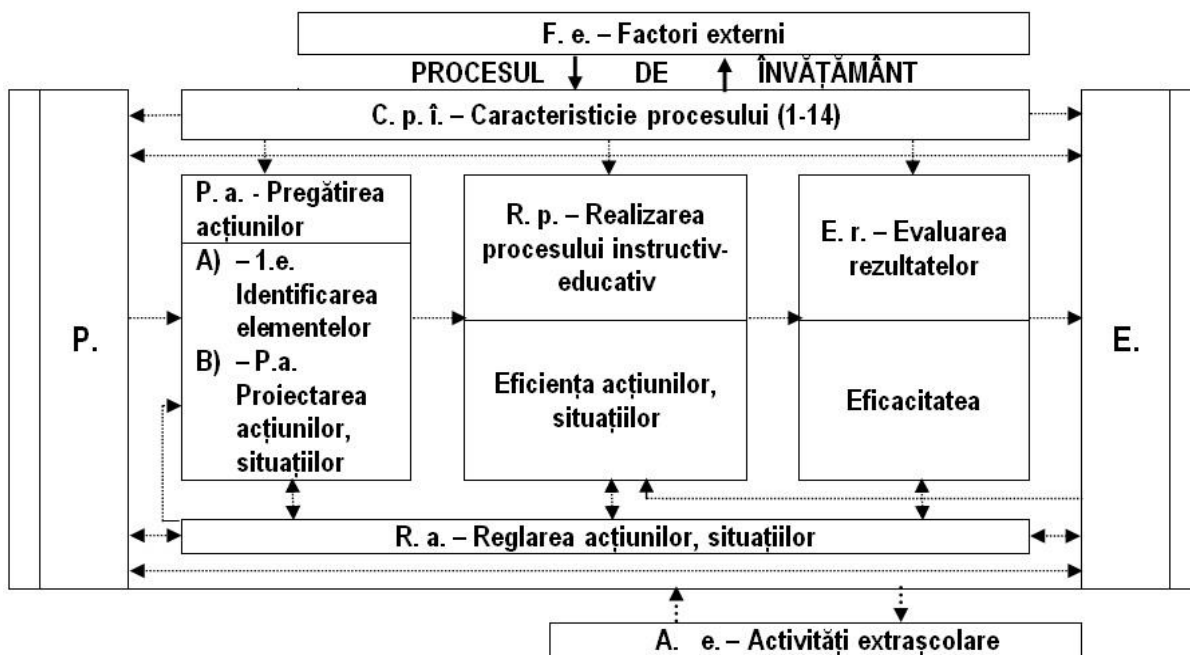 F. e. – Factori externi
PROCESUL DE ÎNVĂȚĂMÂNT
C. p. î. – Caracteristicie procesului (1-14)
P.
P. a. - Pregătirea
acțiunilor
A) – 1.e.
Identificarea
elementelor
B) – P.a.
Proiectarea
acțiunilor,
situațiilor
R. p. – Realizarea
procesului instructiv-
educativ
Eficiența acțiunilor,
situațiilor
E. r. – Evaluarea
rezultatelor
Eficacitatea
E.
R. a. – Reglarea acțiunilor, situațiilor
A. e. – Activități extrașcolare